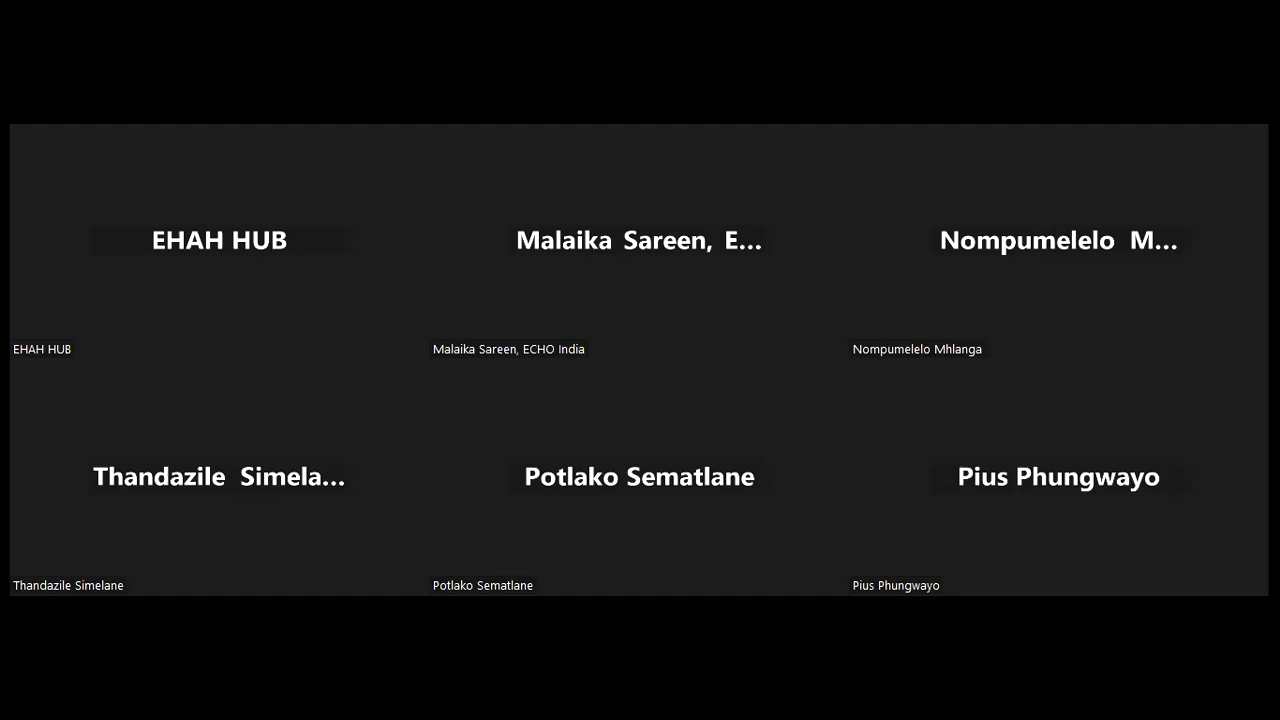 EHAH HUB
Malaika Sareen, E...
Nompumelelo M...
EHAH HUB
Malaika Sareen, ECHO India
Nompumelelo Mhlanga
Thandazile Simela...
Potlako Sematlane
Pius Phungwayo
Thandazile Simelane
Potlako Sematlane
Pius Phungwayo